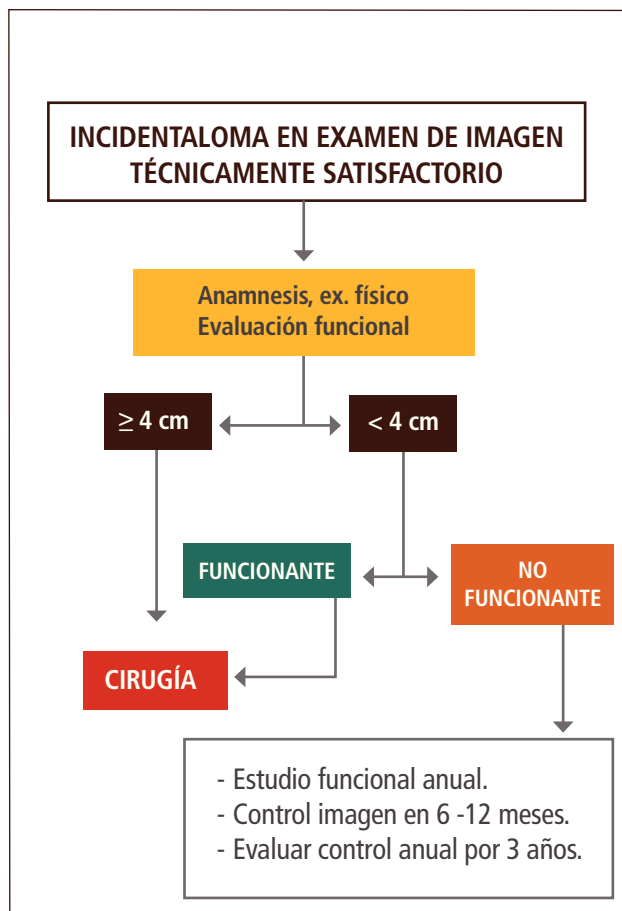 INCIDENTALOMA EN EXAMEN DE IMAGEN
TÉCNICAMENTE SATISFACTORIO
Anamnesis, ex. físico
Evaluación funcional
≥ 4 cm
< 4 cm
FUNCIONANTE
NO
FUNCIONANTE
CIRUGÍA
- Estudio funcional anual.
- Control imagen en 6 -12 meses.
- Evaluar control anual por 3 años.